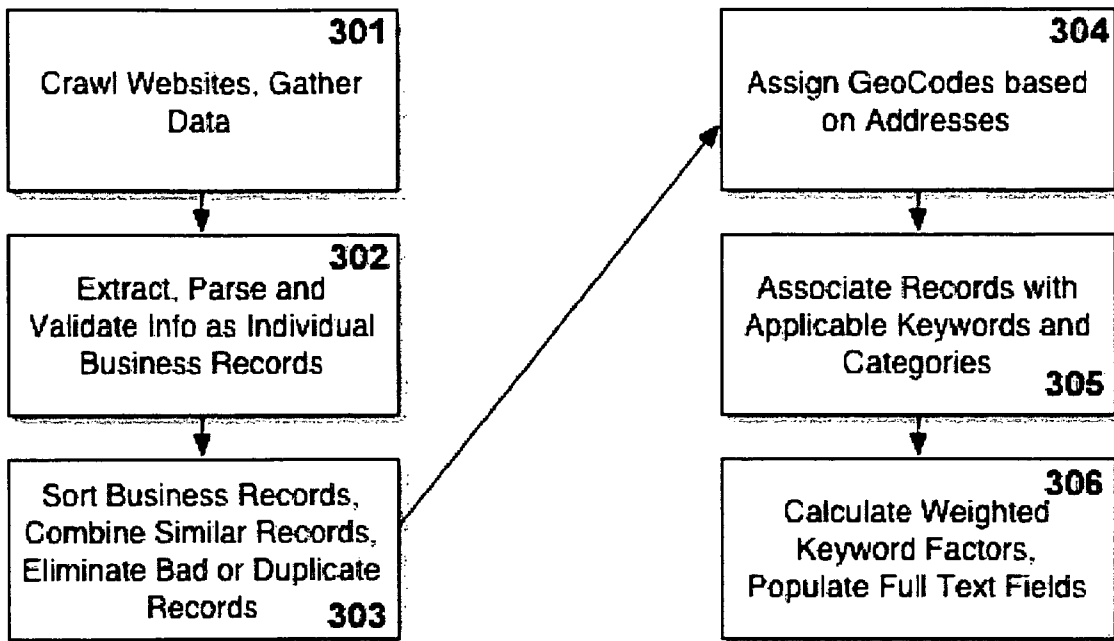 301
Crawl Websites, Gather
Data
302
Extract, Parse and
Validate Info as Individual
Business Records
Sort Business Records,
Combine Similar Records,
Eliminate Bad or Duplicate
Records
303
304
Assign GeoCodes based
on Addresses
Associate Records with
Applicable Keywords and
Categories
305
306
Calculate Weighted
Keyword Factors,
Populate Full Text Fields